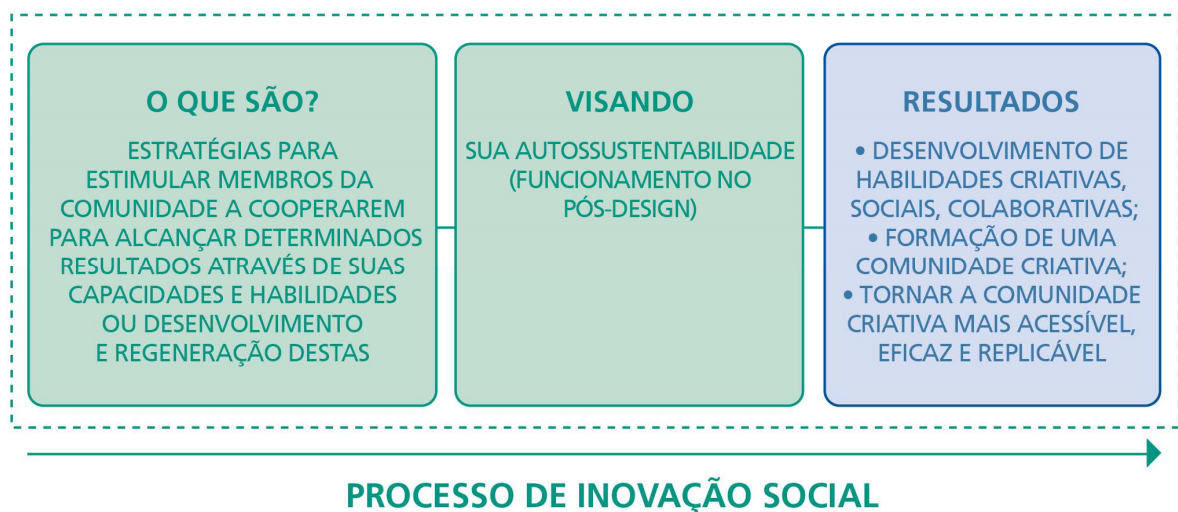 O QUE SÃO?
ESTRATÉGIAS PARA
ESTIMULAR MEMBROS DA
COMUNIDADE A COOPERAREM
PARA ALCANÇAR DETERMINADOS
RESULTADOS ATRAVÉS DE SUAS
CAPACIDADES E HABILIDADES
OU DESENVOLVIMENTO
E REGENERAÇÃO DESTAS
VISANDO
SUA AUTOSSUSTENTABILIDADE
(FUNCIONAMENTO NO
PÓS-DESIGN)
RESULTADOS
• DESENVOLVIMENTO DE
HABILIDADES CRIATIVAS,
SOCIAIS, COLABORATIVAS;
• FORMAÇÃO DE UMA
COMUNIDADE CRIATIVA;
• TORNAR A COMUNIDADE
CRIATIVA MAIS ACESSÍVEL,
EFICAZ E REPLICÁVEL
PROCESSO DE INOVAÇÃO SOCIAL